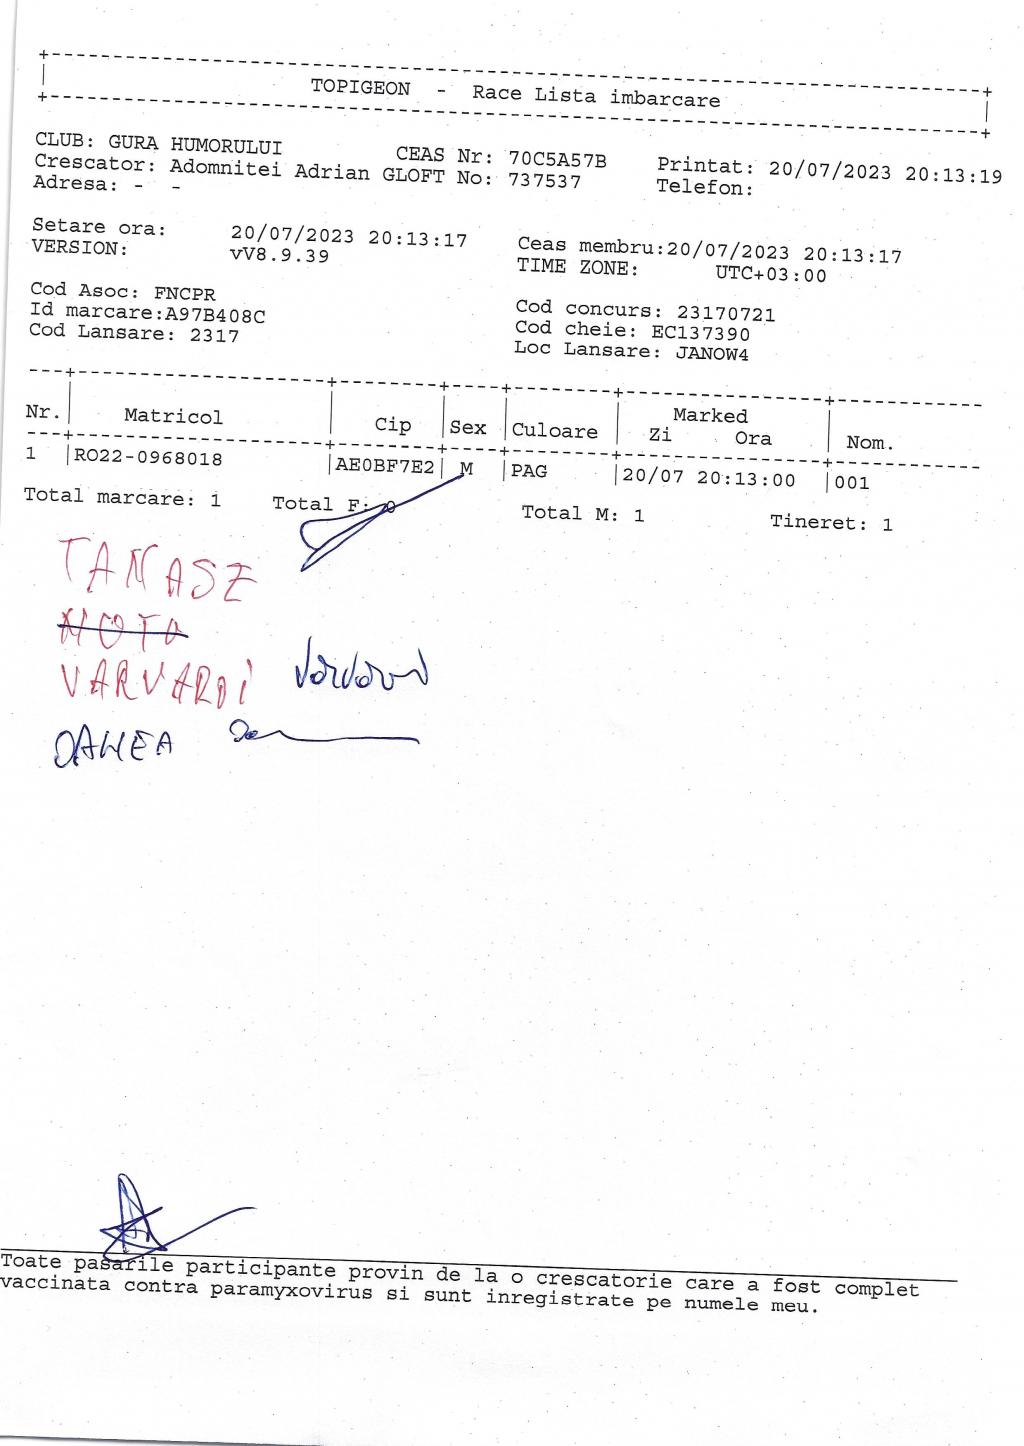 TOPIGEON - Race Lista imbarcare
CLUB: GURA HUMORULUI CEAS Nr: 70C5A57B Printat: 20/07/2023 20:13:19
Crescator: Adomnitei Adrian GLOFT No: 737537 Telefon:
Adresa: - -
Setare ora: 20/07/2023 20:13:17 Ceas membru:20/07/2023 20:13:17
VERSION: vV8.9.39 TIME ZONE: UTC+03:00
Cod Asoc: FNCPR Cod concurs: 23170721
Id marcare:A97B408C Cod cheie: EC137390
Cod Lansare: 2317 Loc Lansare: JANOW4
Marked
Nr. Matricol Cip Sex Culoare Zi Ora Nom.
1 RO22-0968018 AE0BF7E2 M PAG 20/07 20:13:00 001
Total marcare: 1 Total F: 0 Total M: 1 Tineret: 1
TANASE
VARVAROI
DANEA
Toate pasarile participante provin de la o crescatorie care a fost complet
vaccinata contra paramyxovirus si sunt inregistrate pe numele meu.